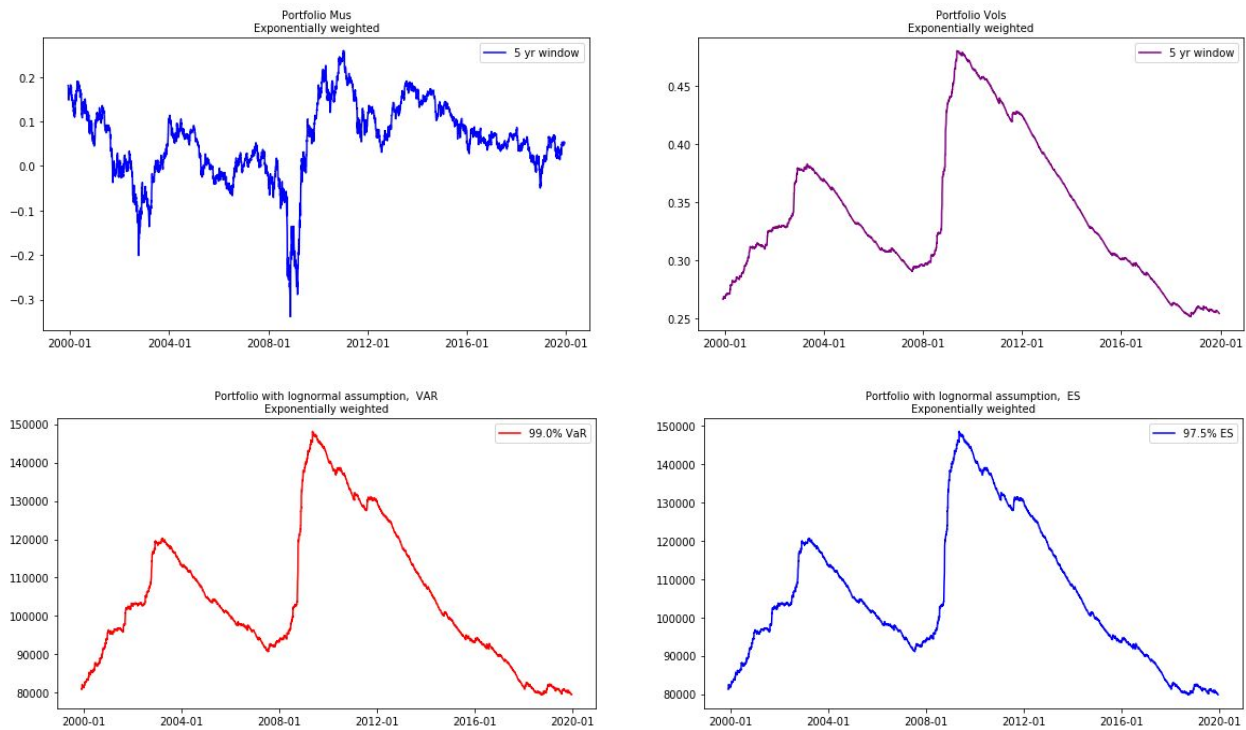 Portfolio Mus
Exponentially weighted
5 yr window
0.2
0.1
0.0
−0.1
−0.2
−0.3
2000-01 2004-01 2008-01 2012-01 2016-01 2020-01
Portfolio Vols
Exponentially weighted
5 yr window
0.45
0.40
0.35
0.30
0.25
2000-01 2004-01 2008-01 2012-01 2016-01 2020-01
Portfolio with lognormal assumption, VAR
Exponentially weighted
99.0% VaR
150000
140000
130000
120000
110000
100000
90000
80000
2000-01 2004-01 2008-01 2012-01 2016-01 2020-01
Portfolio with lognormal assumption, ES
Exponentially weighted
97.5% ES
150000
140000
130000
120000
110000
100000
90000
80000
2000-01 2004-01 2008-01 2012-01 2016-01 2020-01